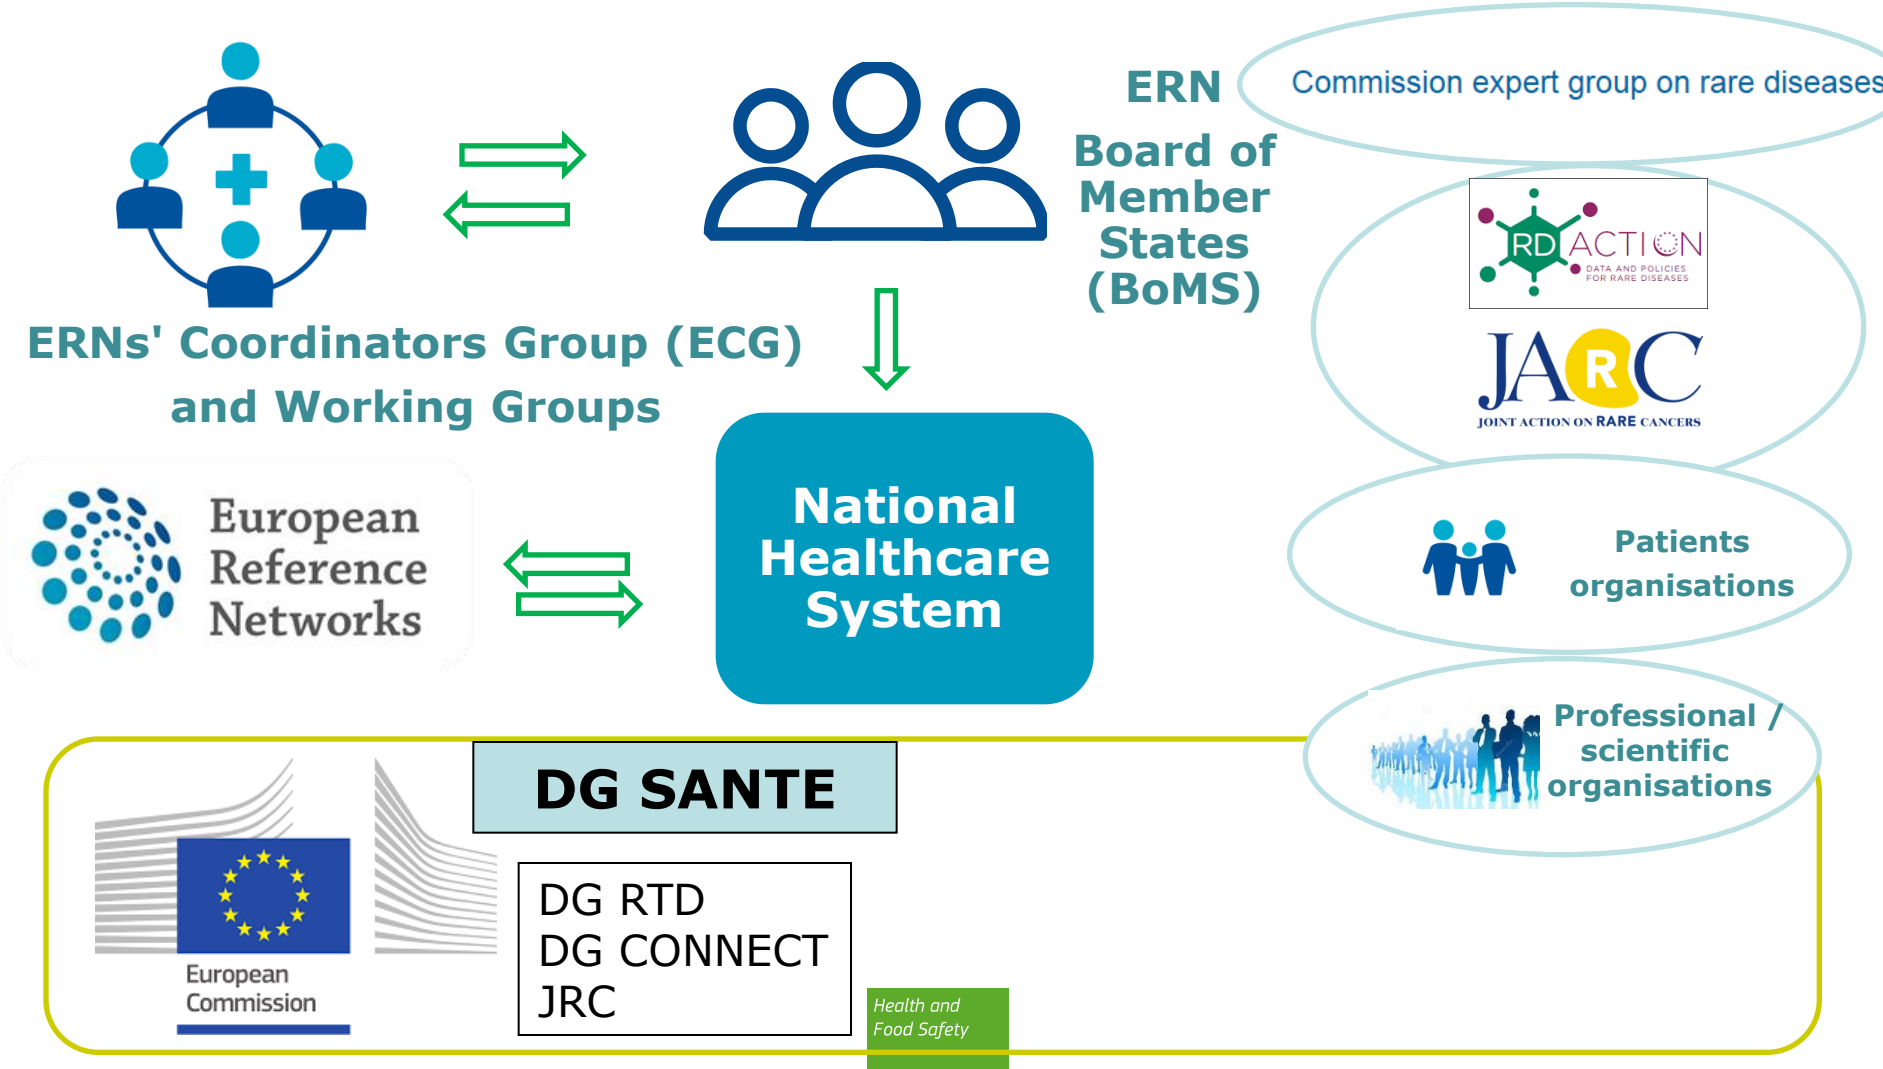 ERNs' Coordinators Group (ECG)
and Working Groups
ERN
Board of
Member
States
(BoMS)
Commission expert group on rare diseases
RD ACTION
DATA AND POLICIES
FOR RARE DISEASES
JARC
JOINT ACTION ON RARE CANCERS
European
Reference
Networks
National
Healthcare
System
Patients
organisations
Professional /
scientific
organisations
DG SANTE
DG RTD
DG CONNECT
JRC
European
Commission
Health and
Food Safety